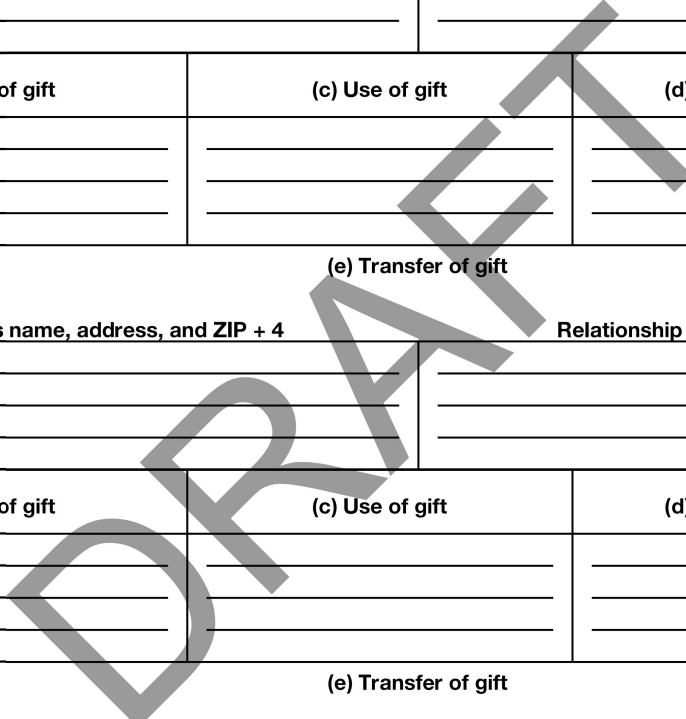 of gift (c) Use of gift (d)
(e) Transfer of gift
s name, address, and ZIP + 4 Relationship
of gift (c) Use of gift (d)
(e) Transfer of gift
DRAFT